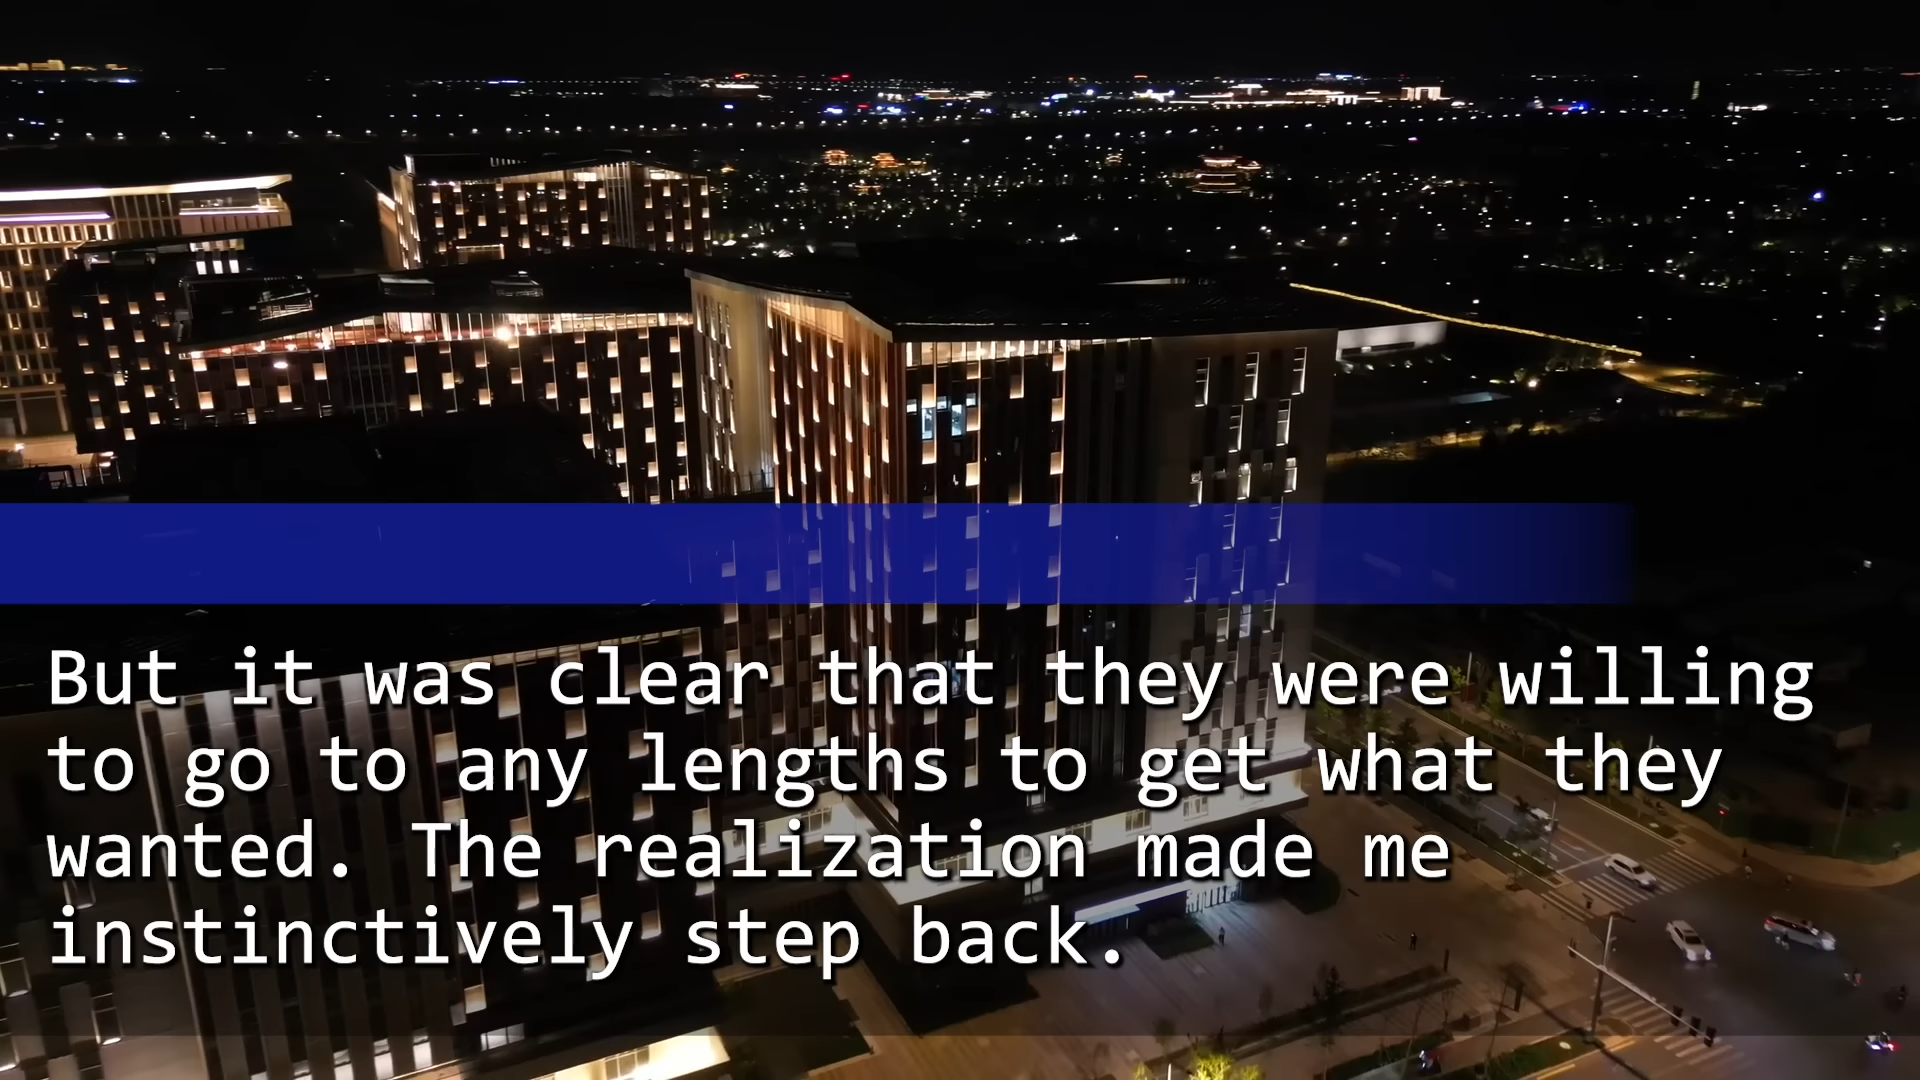 But it was clear that they were willing
to go to any lengths to get what they
wanted. The realization made me
instinctively step back.